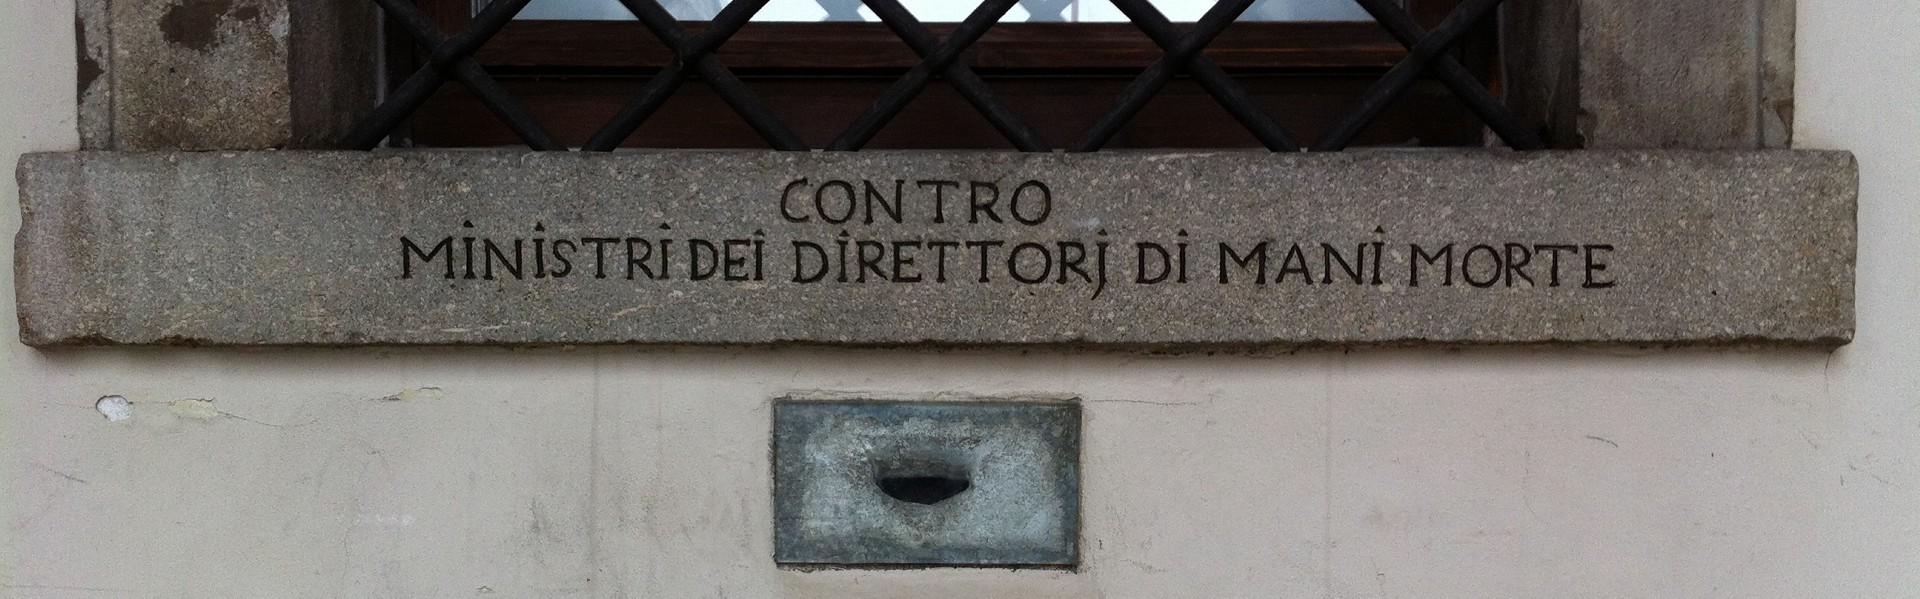 CONTRO
MINISTRI DEI DIRETTORJ DI MANI MORTE